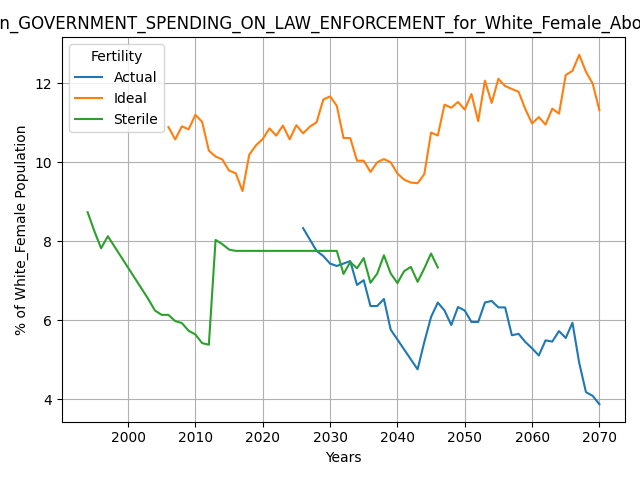 n_GOVERNMENT_SPENDING_ON_LAW_ENFORCEMENT_for_White_Female_Abo
Fertility
Actual
Ideal
Sterile
% of White_Female Population
12
10
8
6
4
2000 2010 2020 2030 2040 2050 2060 2070
Years